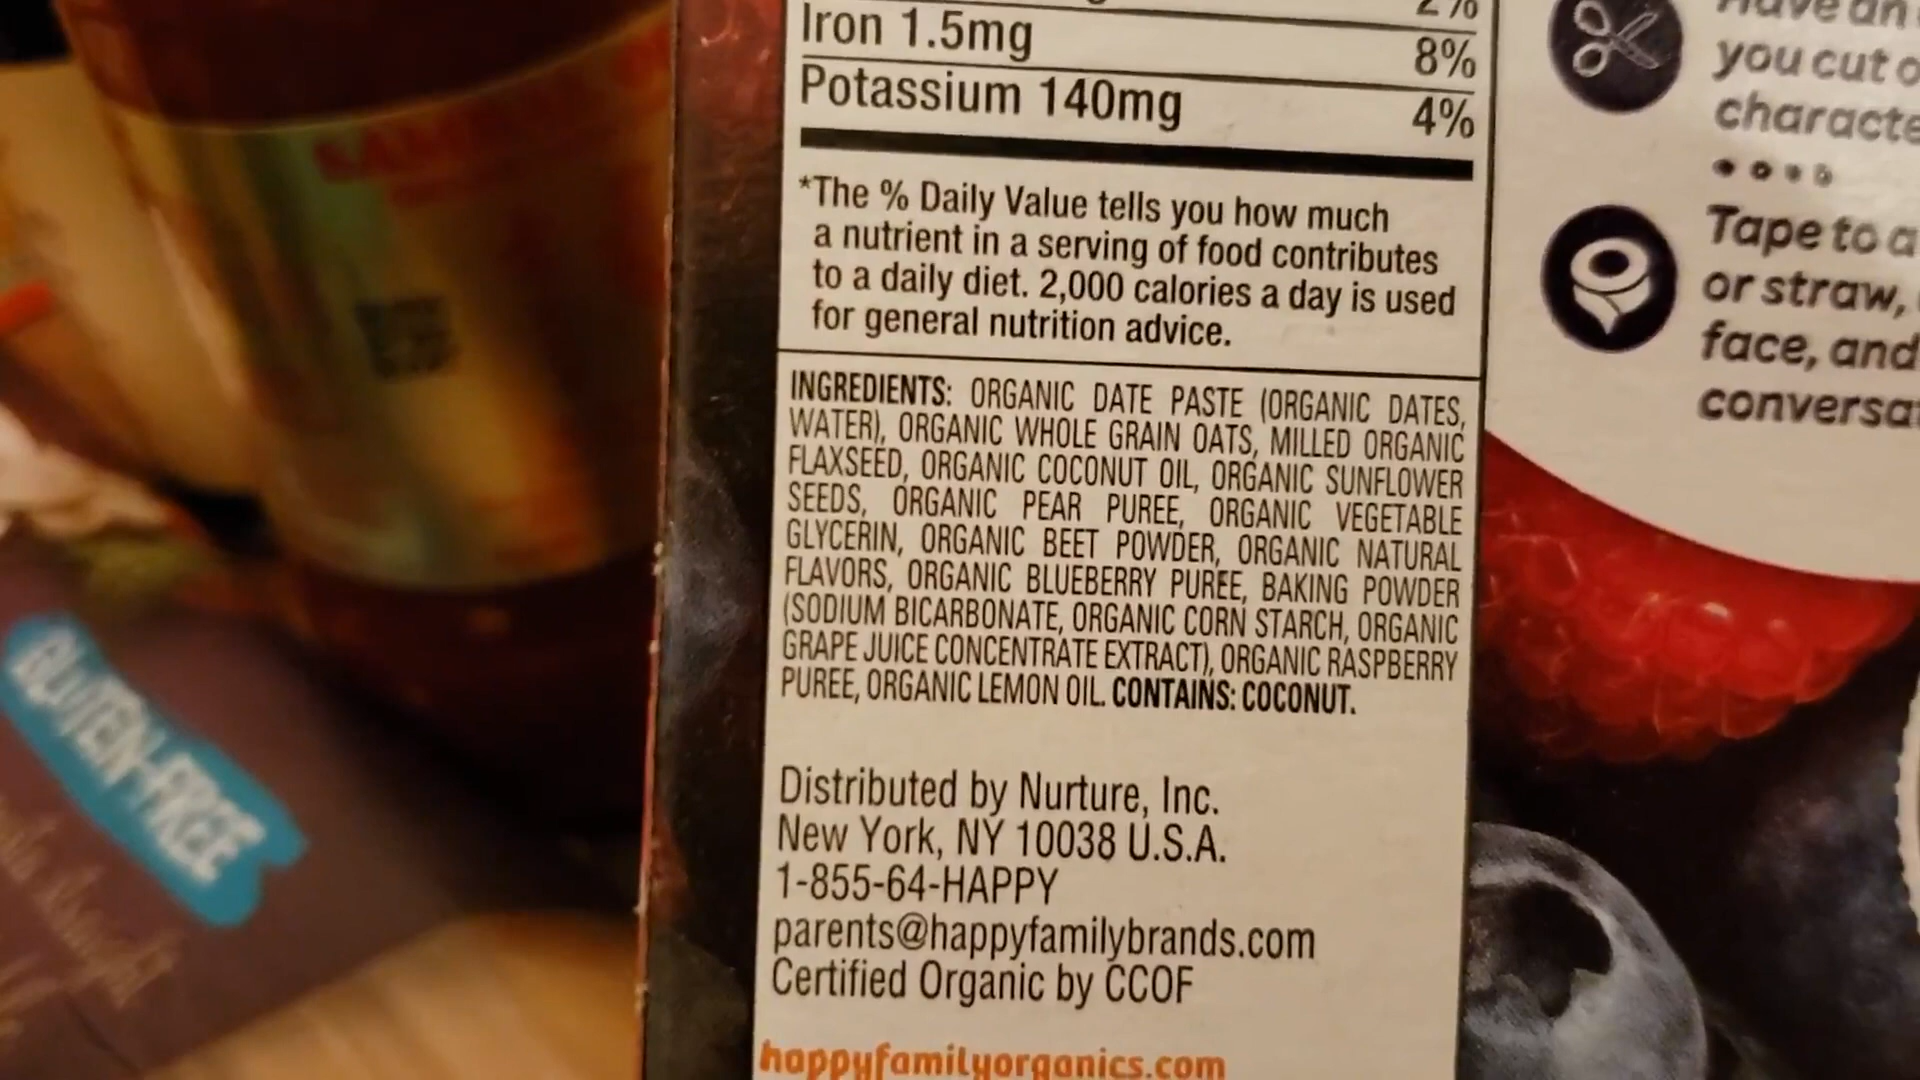 2%
Iron 1.5mg 8%
Potassium 140mg 4%
*The % Daily Value tells you how much
a nutrient in a serving of food contributes
to a daily diet. 2,000 calories a day is used
for general nutrition advice.
INGREDIENTS: ORGANIC DATE PASTE (ORGANIC DATES,
WATER), ORGANIC WHOLE GRAIN OATS, MILLED ORGANIC
FLAXSEED, ORGANIC COCONUT OIL, ORGANIC SUNFLOWER
SEEDS, ORGANIC PEAR PUREE, ORGANIC VEGETABLE
GLYCERIN, ORGANIC BEET POWDER, ORGANIC NATURAL
FLAVORS, ORGANIC BLUEBERRY PUREE, BAKING POWDER
(SODIUM BICARBONATE, ORGANIC CORN STARCH, ORGANIC
GRAPE JUICE CONCENTRATE EXTRACT), ORGANIC RASPBERRY
PUREE, ORGANIC LEMON OIL. CONTAINS: COCONUT.
Distributed by Nurture, Inc.
New York, NY 10038 U.S.A.
1-855-64-HAPPY
parents@happyfamilybrands.com
Certified Organic by CCOF
happyfamilyorganics.com
Have an
you cut o
characte
Tape to a
or straw,
face, and
conversa
GLUTEN-FREE